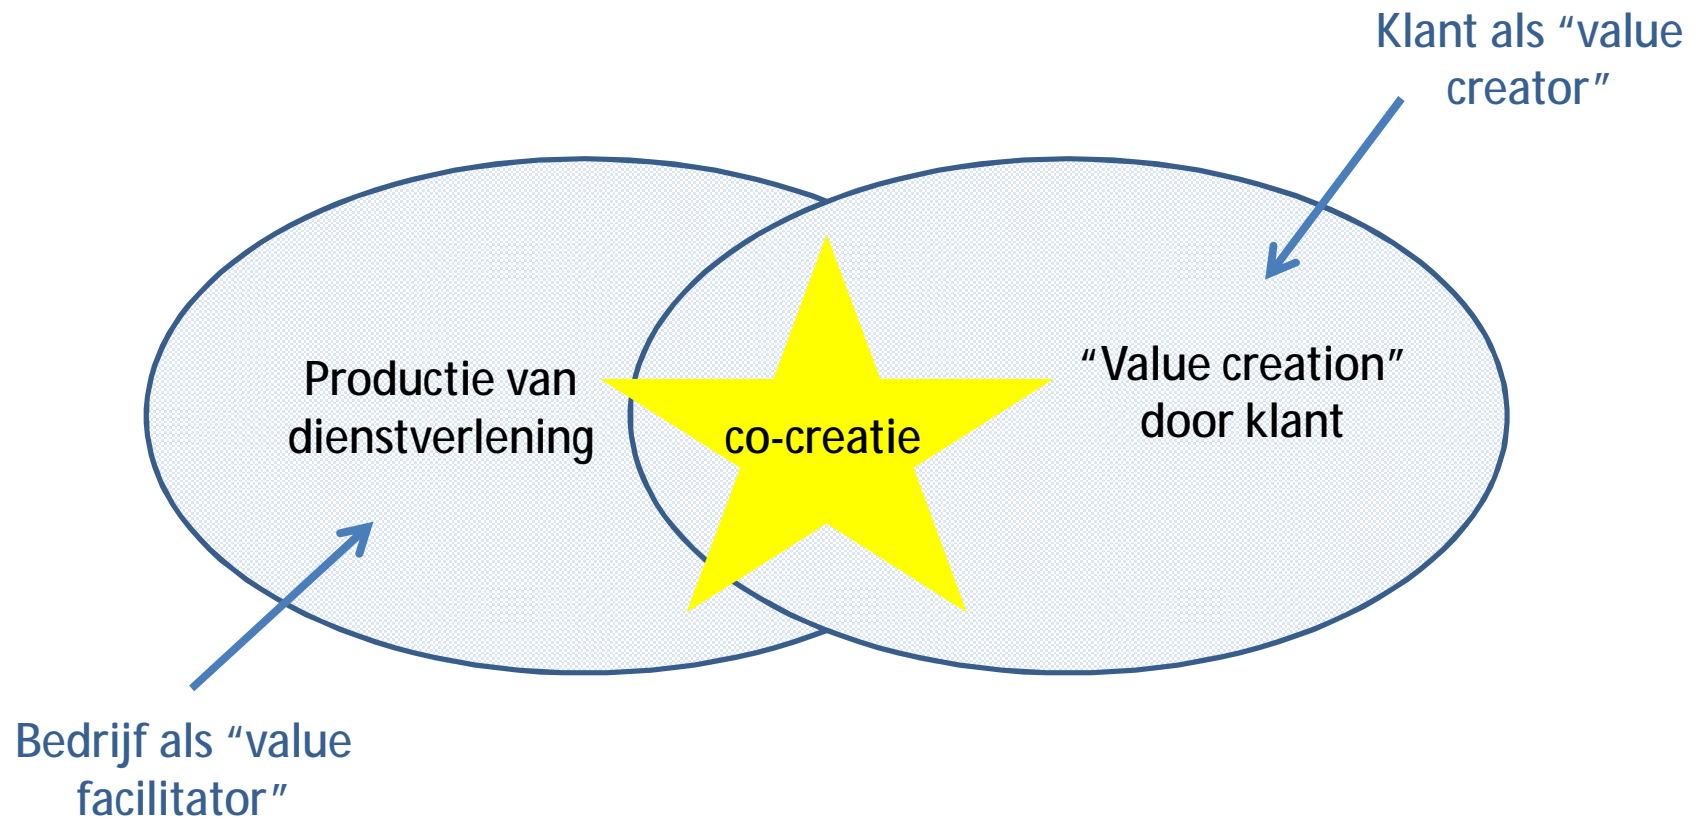 Klant als “value
creator”
Productie van
dienstverlening
co-creatie
“Value creation”
door klant
Bedrijf als “value
facilitator”